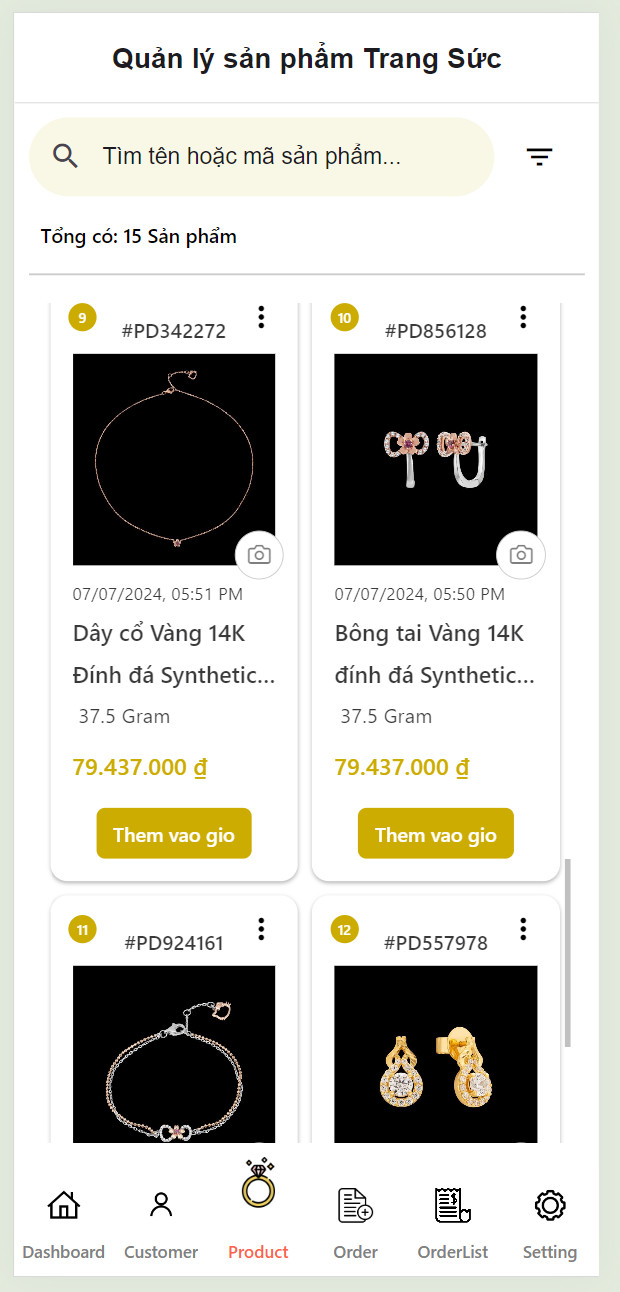 Quản lý sản phẩm Trang Sức
Tìm tên hoặc mã sản phẩm...
Tổng có: 15 Sản phẩm
9
#PD342272
07/07/2024, 05:51 PM
Dây cổ Vàng 14K
Đính đá Synthetic...
37.5 Gram
79.437.000 ₫
Them vao gio
10
#PD856128
07/07/2024, 05:50 PM
Bông tai Vàng 14K
đính đá Synthetic...
37.5 Gram
79.437.000 ₫
Them vao gio
11
#PD924161
12
#PD557978
Dashboard
Customer
Product
Order
OrderList
Setting